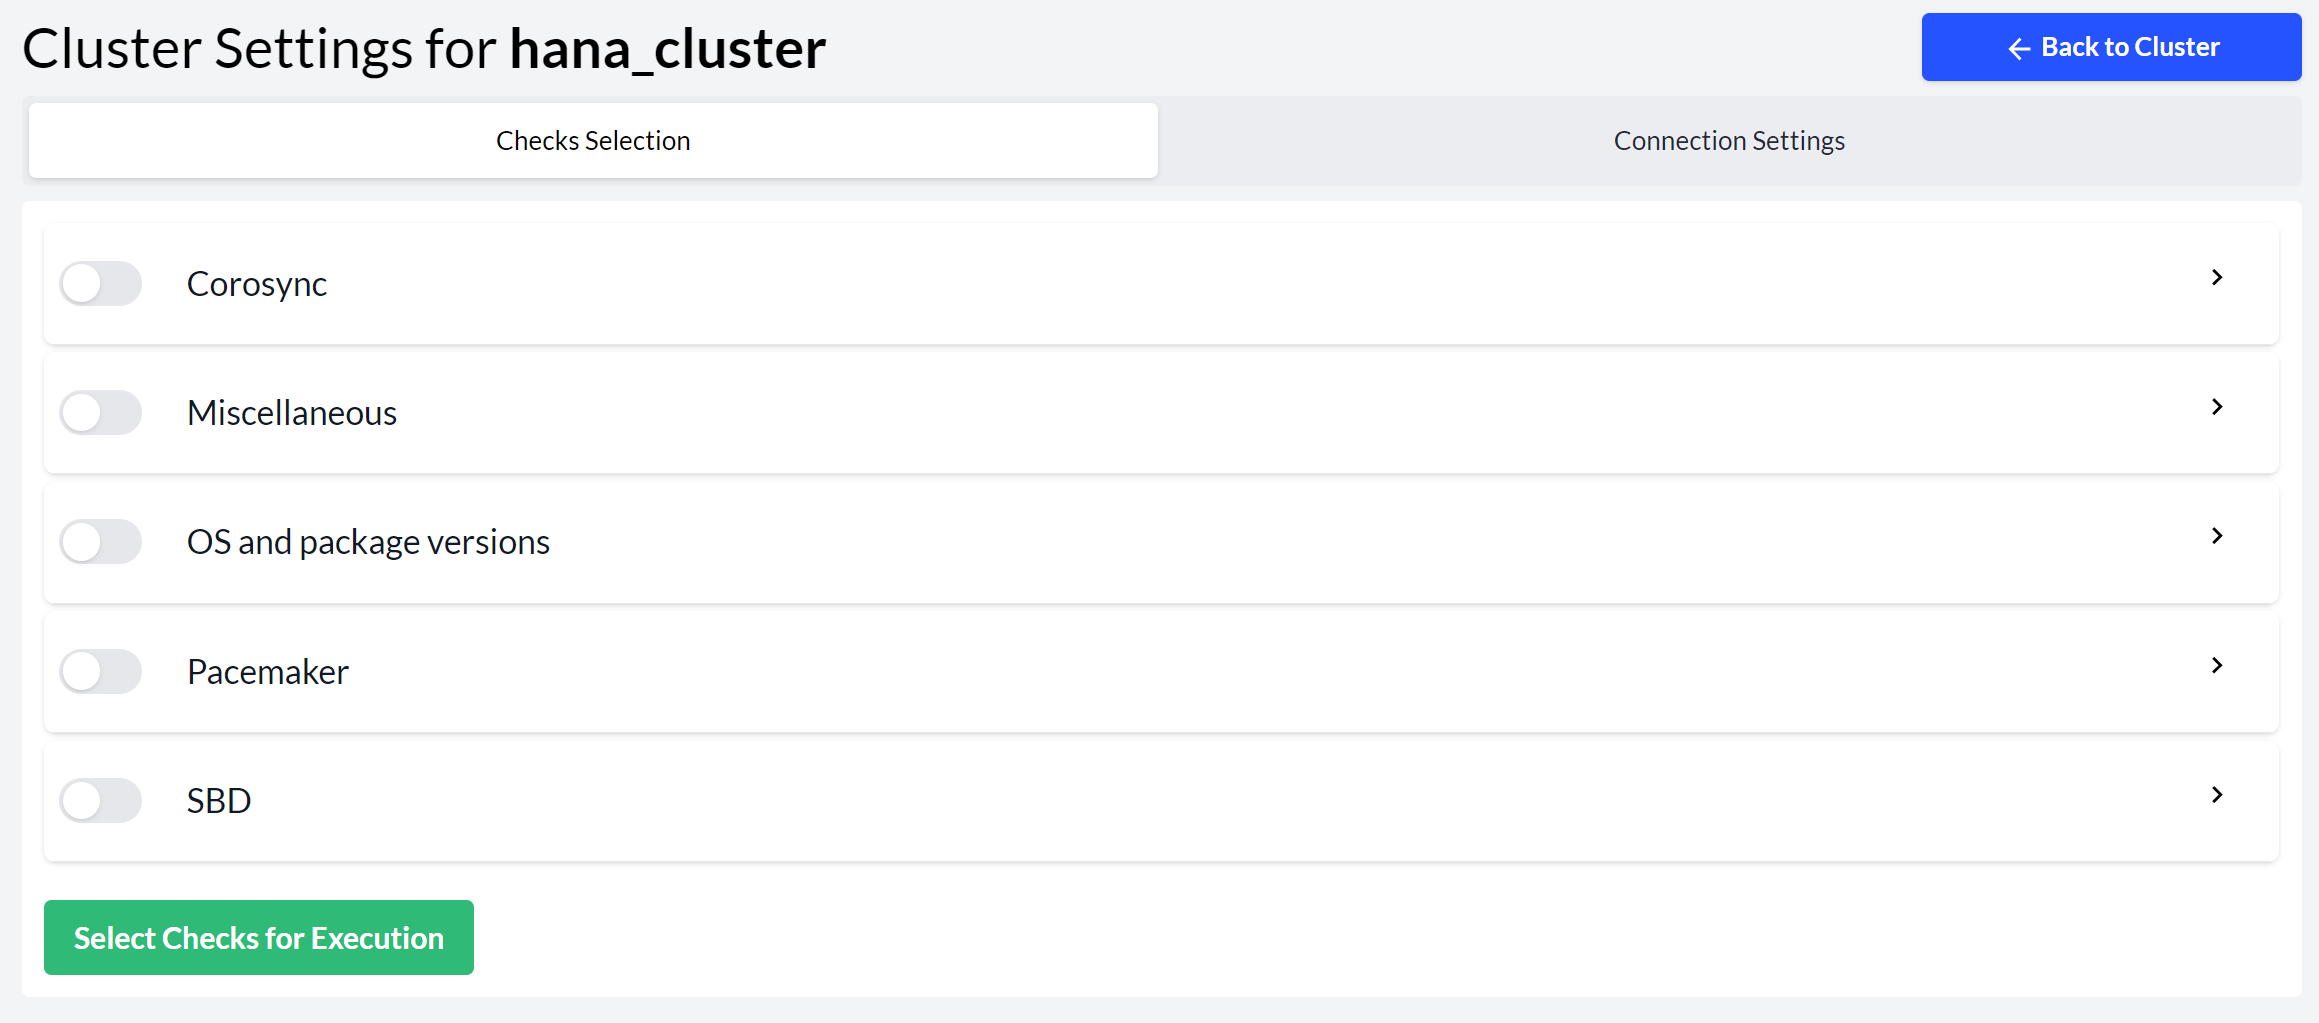 Cluster Settings for hana_cluster
Back to Cluster
Checks Selection
Connection Settings
Corosync
Miscellaneous
OS and package versions
Pacemaker
SBD
Select Checks for Execution